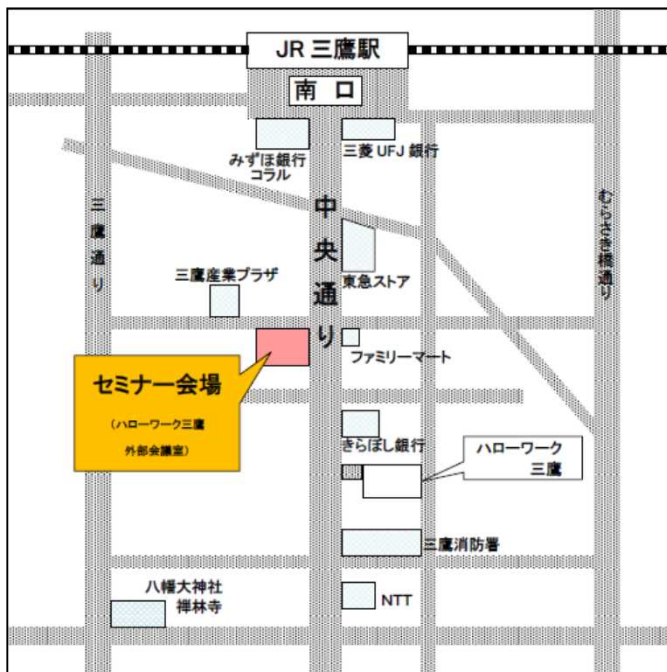 JR 三鷹駅
南 口
みずほ銀行
コラル
三菱 UFJ 銀行
三鷹通り
中央通り
むらさき橋通り
東急ストア
三鷹産業プラザ
ファミリーマート
セミナー会場
(ハローワーク三鷹
外部会議室)
きらぼし銀行
ハローワーク
三鷹
三鷹消防署
八幡大神社
禅林寺
NTT